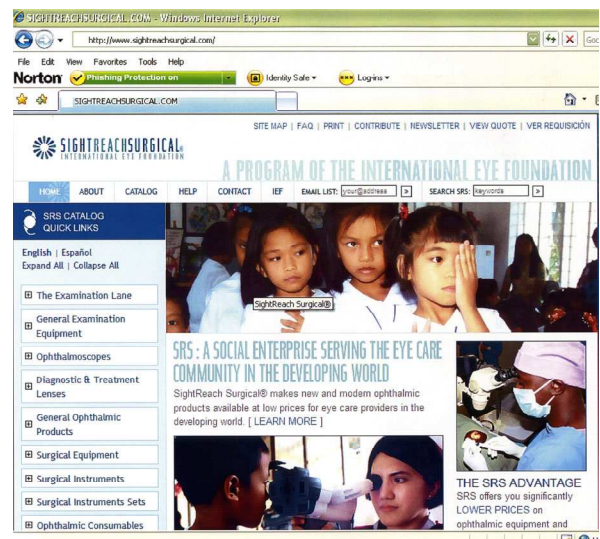 SIGHTREACHSURGICAL.COM - Windows Internet Explorer
http://www.sightreachsurgical.com/
Goo
File Edit View Favorites Tools Help
Norton Phishing Protection on Identity Safe Log-ins
SIGHTREACHSURGICAL.COM
SITE MAP | FAQ | PRINT | CONTRIBUTE | NEWSLETTER | VIEW QUOTE | VER REQUISICIÓN
SIGHTREACHSURGICAL®
INTERNATIONAL EYE FOUNDATION
A PROGRAM OF THE INTERNATIONAL EYE FOUNDATION
HOME ABOUT CATALOG HELP CONTACT IEF EMAIL LIST: your@address > SEARCH SRS: keywords >
SRS CATALOG
QUICK LINKS
English | Español
Expand All | Collapse All
The Examination Lane
General Examination
Equipment
Ophthalmoscopes
Diagnostic & Treatment
Lenses
General Ophthalmic
Products
Surgical Equipment
Surgical Instruments
Surgical Instruments Sets
Ophthalmic Consumables
SightReach Surgical®
SRS : A SOCIAL ENTERPRISE SERVING THE EYE CARE
COMMUNITY IN THE DEVELOPING WORLD
SightReach Surgical® makes new and modern ophthalmic
products available at low prices for eye care providers in the
developing world. [ LEARN MORE ]
THE SRS ADVANTAGE
SRS offers you significantly
LOWER PRICES on
ophthalmic equipment and